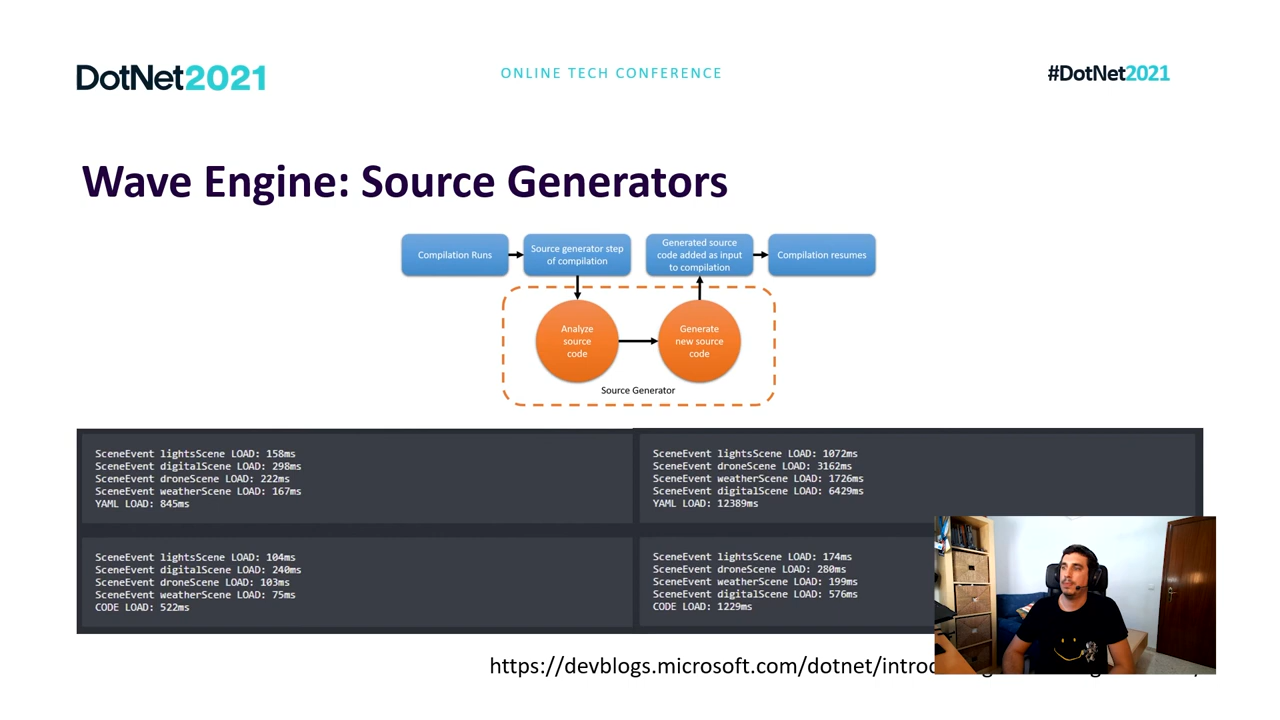 DotNet2021
ONLINE TECH CONFERENCE
#DotNet2021
Wave Engine: Source Generators
Compilation Runs
Source generator step
of compilation
Generated source
code added as input
to compilation
Compilation resumes
Analyze
source
code
Generate
new source
code
Source Generator
SceneEvent lightsScene LOAD: 158ms
SceneEvent digitalScene LOAD: 298ms
SceneEvent droneScene LOAD: 222ms
SceneEvent weatherScene LOAD: 167ms
YAML LOAD: 845ms
SceneEvent lightsScene LOAD: 1072ms
SceneEvent droneScene LOAD: 3162ms
SceneEvent weatherScene LOAD: 1726ms
SceneEvent digitalScene LOAD: 6429ms
YAML LOAD: 12389ms
SceneEvent lightsScene LOAD: 104ms
SceneEvent digitalScene LOAD: 240ms
SceneEvent droneScene LOAD: 103ms
SceneEvent weatherScene LOAD: 75ms
CODE LOAD: 522ms
SceneEvent lightsScene LOAD: 174ms
SceneEvent droneScene LOAD: 280ms
SceneEvent weatherScene LOAD: 199ms
SceneEvent digitalScene LOAD: 576ms
CODE LOAD: 1229ms
https://devblogs.microsoft.com/dotnet/introd